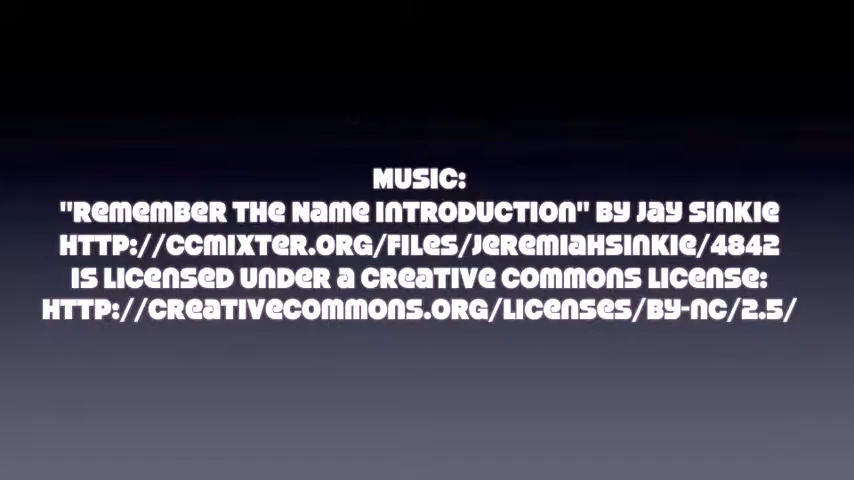 MUSIC:
"Remember the Name Introduction" by Jay Sinkie
http://ccmixter.org/files/jeremiahsinkie/4842
is licensed under a Creative Commons license:
http://creativecommons.org/licenses/by-nc/2.5/